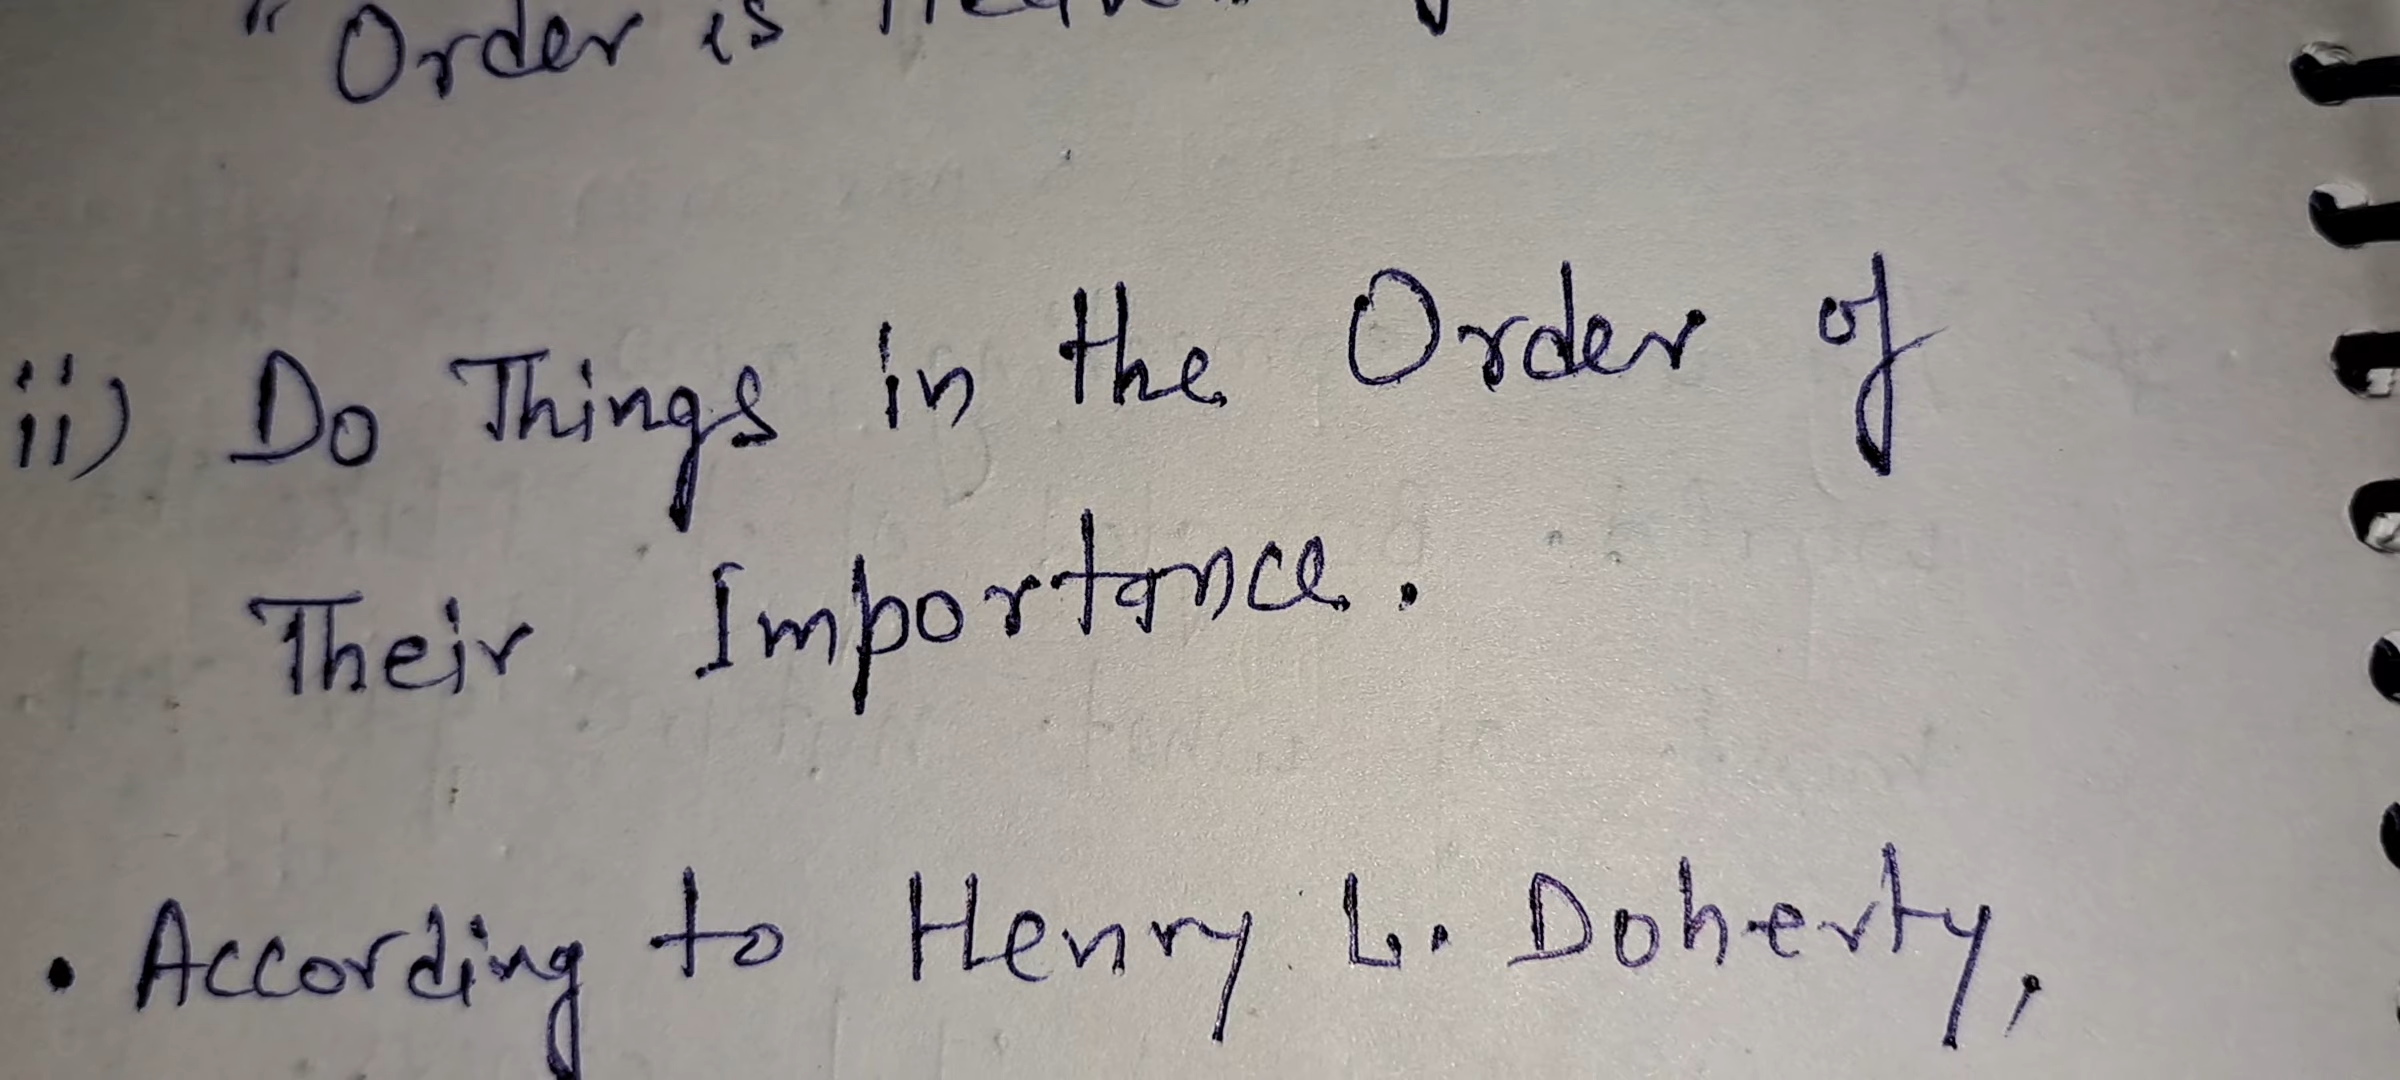 "Order is
ii) Do Things in the Order of
Their Importance.
• According to Henry L. Doherty,